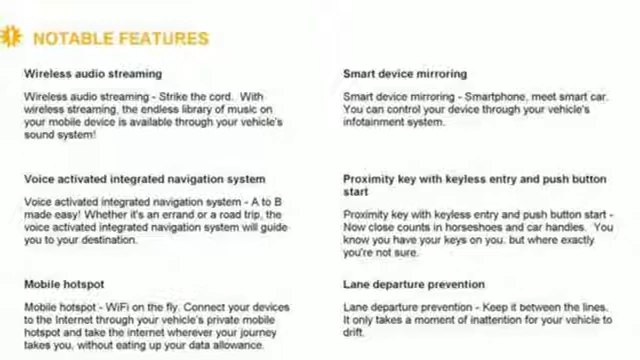 NOTABLE FEATURES
Wireless audio streaming
Wireless audio streaming - Strike the cord. With
wireless streaming, the endless library of music on
your mobile device is available through your vehicle's
sound system!
Smart device mirroring
Smart device mirroring - Smartphone, meet smart car.
You can control your device through your vehicle's
infotainment system.
Voice activated integrated navigation system
Voice activated integrated navigation system - A to B
made easy! Whether it's an errand or a road trip, the
voice activated integrated navigation system will guide
you to your destination.
Proximity key with keyless entry and push button
start
Proximity key with keyless entry and push button start -
Now close counts in horseshoes and car handles. You
know you have your keys on you, but where exactly
you're not sure.
Mobile hotspot
Mobile hotspot - WiFi on the fly. Connect your devices
to the Internet through your vehicle's private mobile
hotspot and take the internet wherever your journey
takes you, without eating up your data allowance.
Lane departure prevention
Lane departure prevention - Keep it between the lines.
It only takes a moment of inattention for your vehicle to
drift.